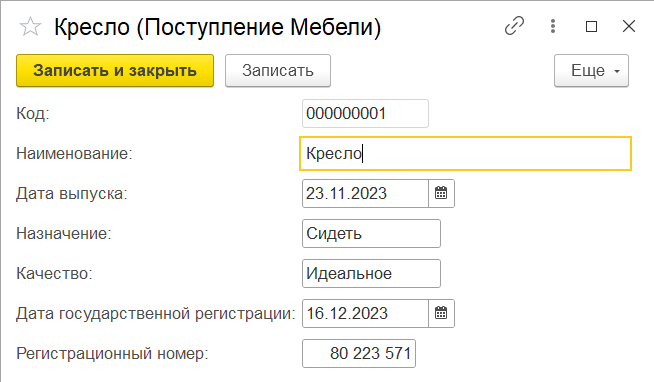 Кресло (Поступление Мебели)
Записать и закрыть Записать Еще
Код: 000000001
Наименование: Кресло
Дата выпуска: 23.11.2023
Назначение: Сидеть
Качество: Идеальное
Дата государственной регистрации: 16.12.2023
Регистрационный номер: 80 223 571